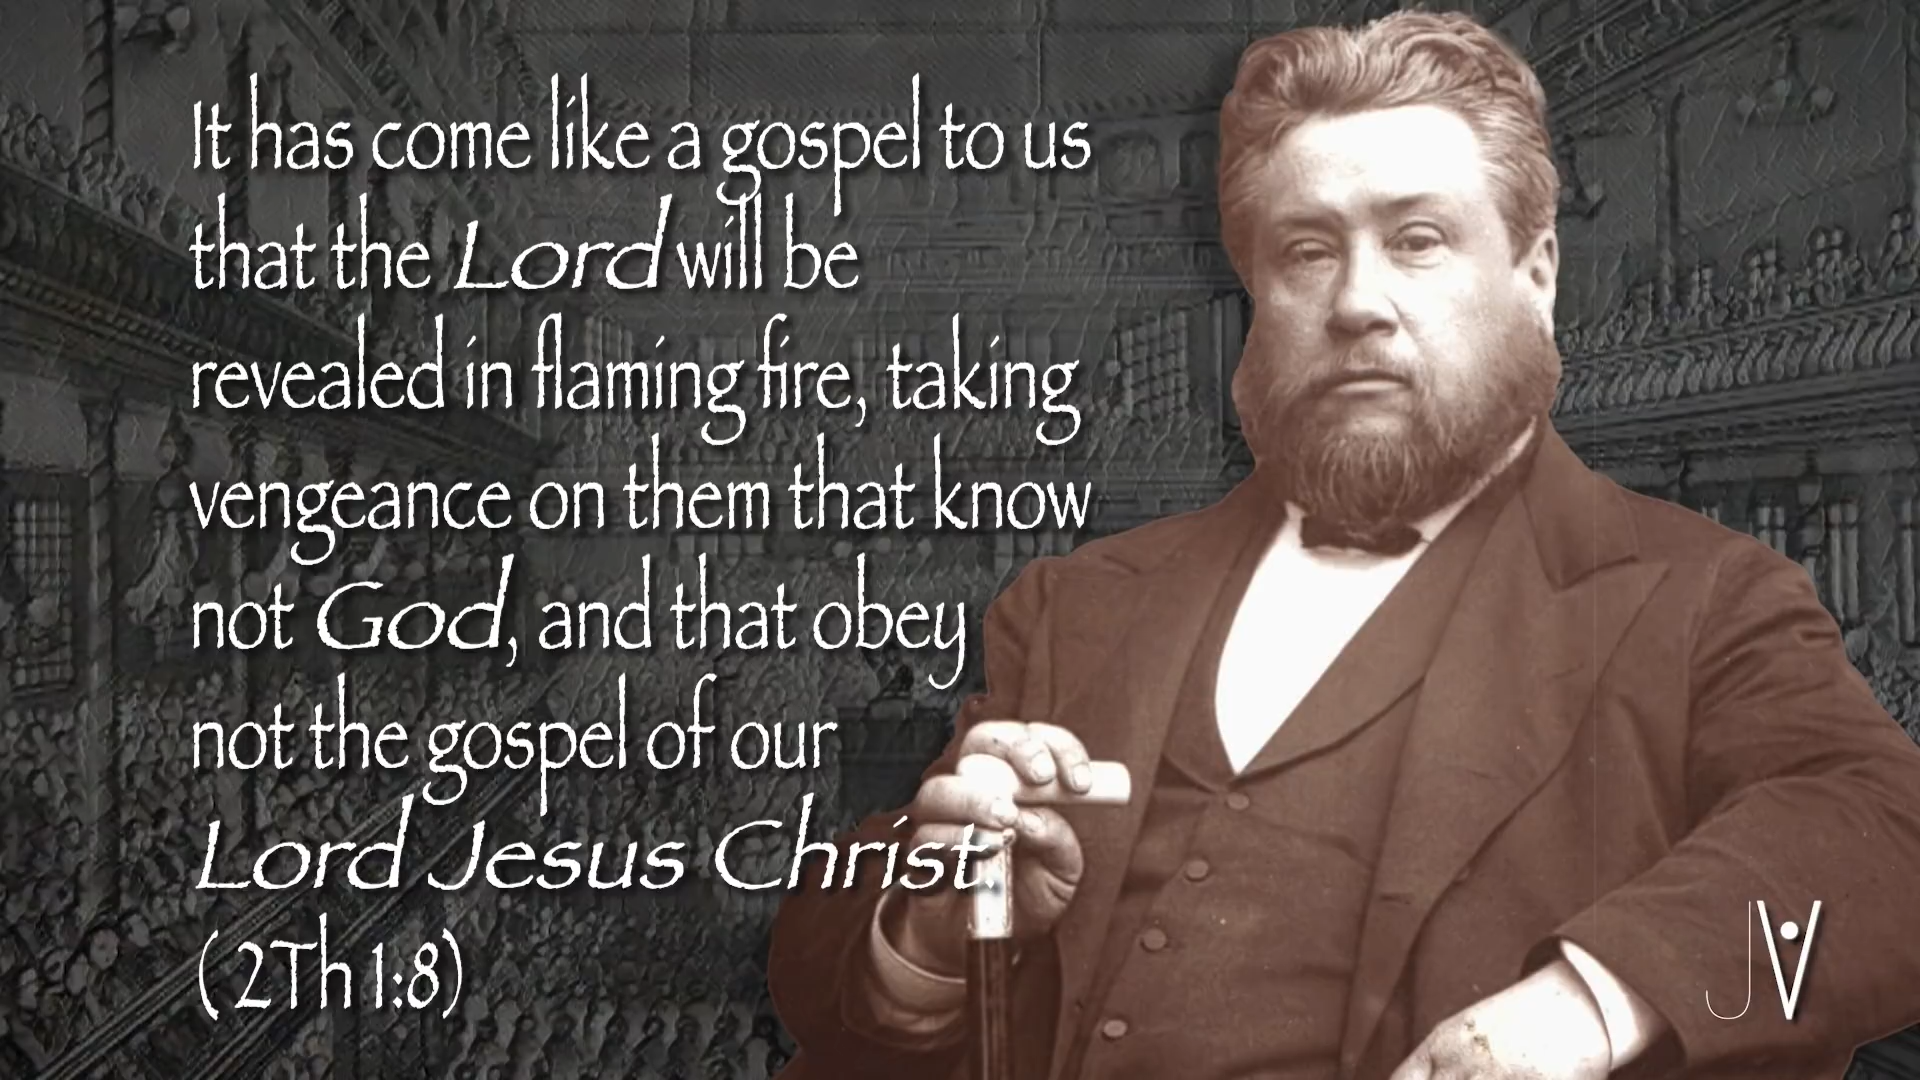 It has come like a gospel to us
that the Lord will be
revealed in flaming fire, taking
vengeance on them that know
not God, and that obey
not the gospel of our
Lord Jesus Christ.
( 2Th 1:8)
JV